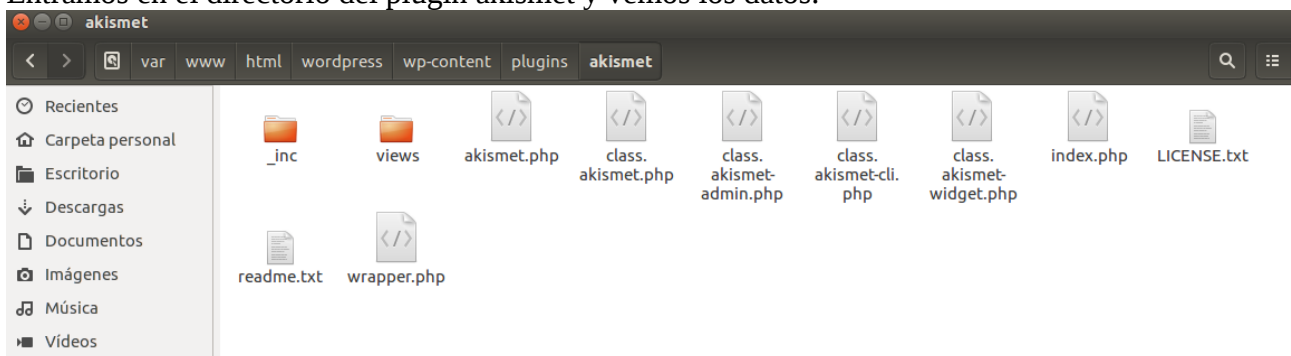 Entramos en el directorio del plugin akismet y vemos los datos:
akismet
var www html wordpress wp-content plugins akismet
Recientes
Carpeta personal
Escritorio
Descargas
Documentos
Imágenes
Música
Vídeos
_inc
views
akismet.php
class.
akismet.php
class.
akismet-
admin.php
class.
akismet-cli.
php
class.
akismet-
widget.php
index.php
LICENSE.txt
readme.txt
wrapper.php